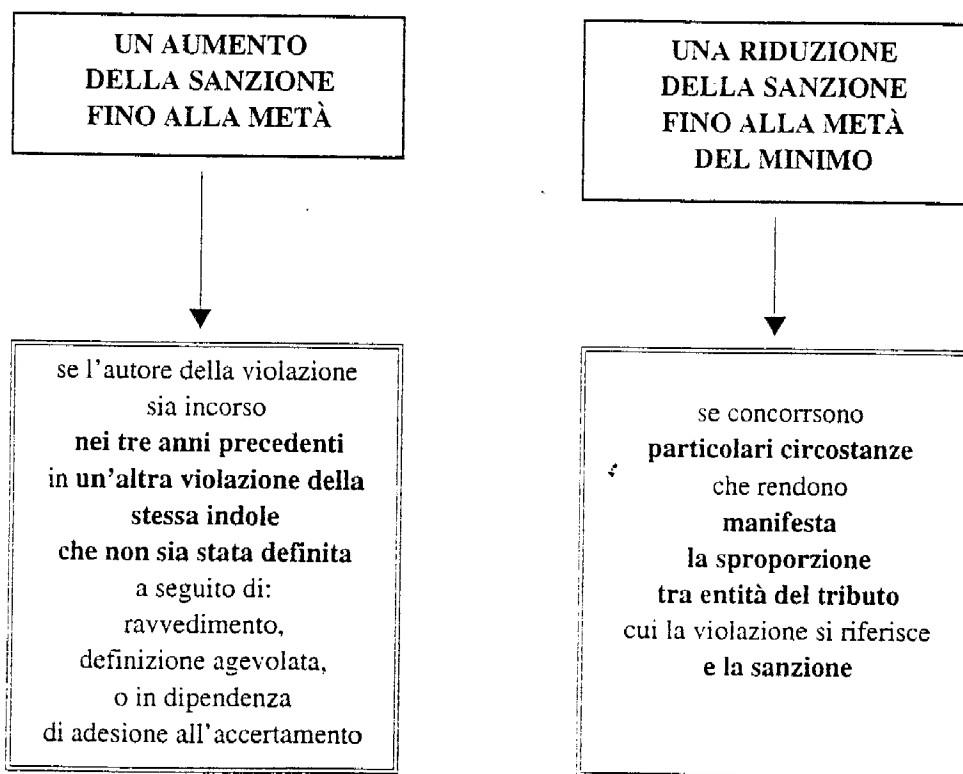 UN AUMENTO
DELLA SANZIONE
FINO ALLA METÀ
se l'autore della violazione
sia incorso
nei tre anni precedenti
in un'altra violazione della
stessa indole
che non sia stata definita
a seguito di:
ravvedimento,
definizione agevolata,
o in dipendenza
di adesione all'accertamento
UNA RIDUZIONE
DELLA SANZIONE
FINO ALLA METÀ
DEL MINIMO
se concorrsono
particolari circostanze
che rendono
manifesta
la sproporzione
tra entità del tributo
cui la violazione si riferisce
e la sanzione